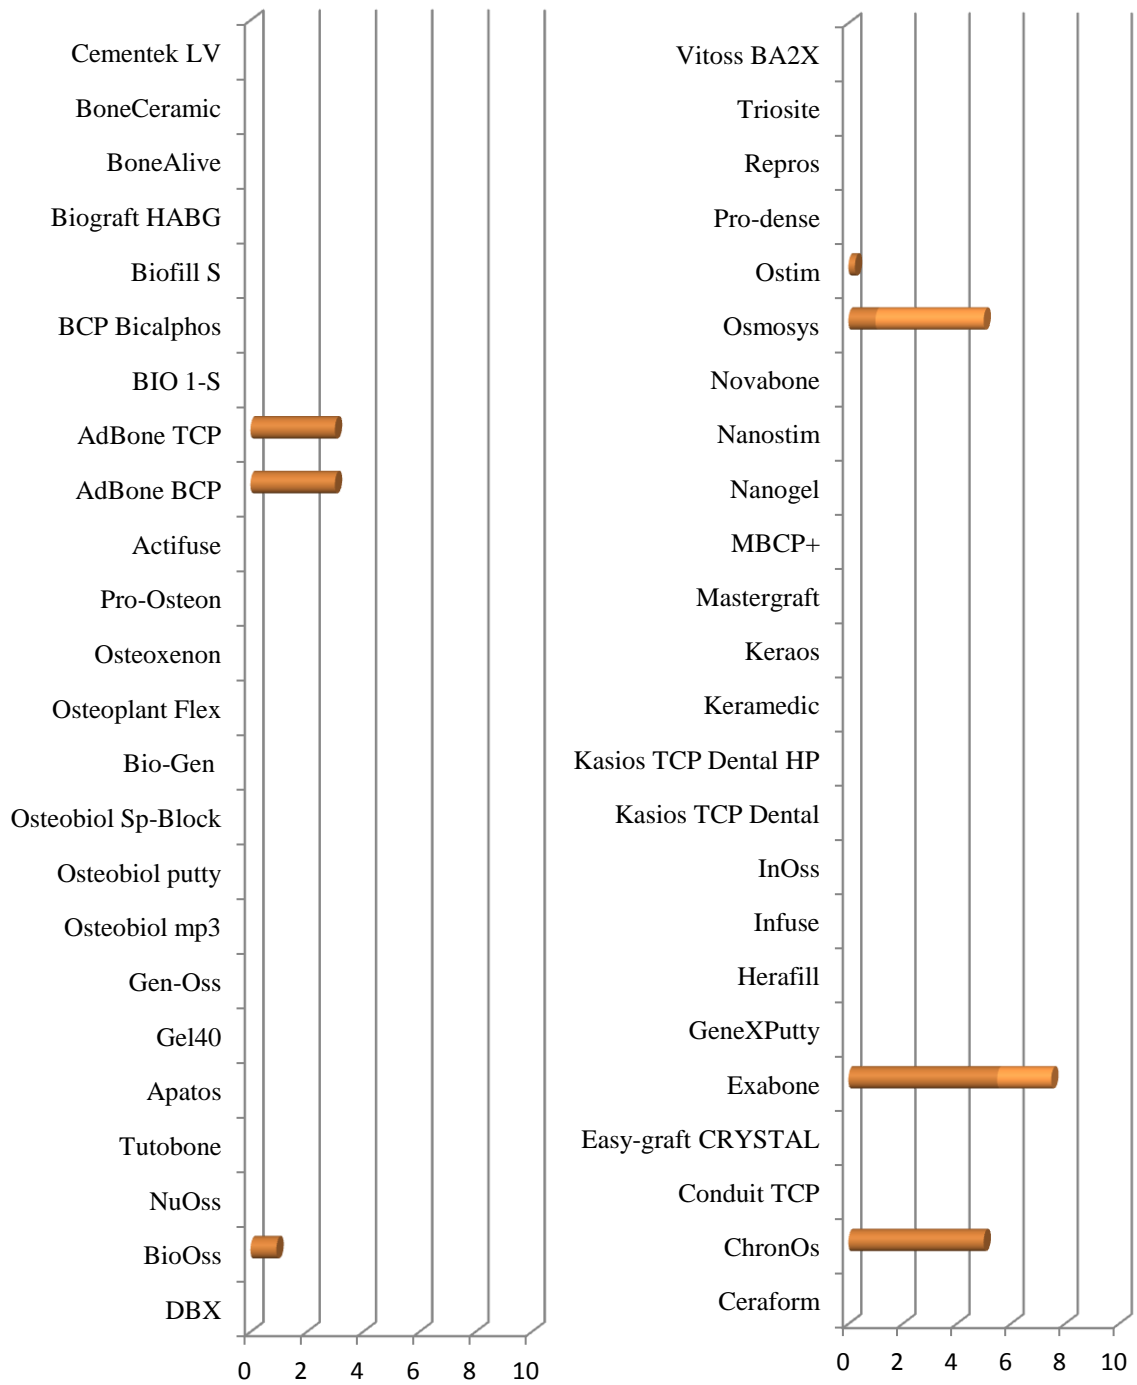 Cementek LV
BoneCeramic
BoneAlive
Biograft HABG
Biofill S
BCP Bicalphos
BIO 1-S
AdBone TCP
AdBone BCP
Actifuse
Pro-Osteon
Osteoxenon
Osteoplant Flex
Bio-Gen
Osteobiol Sp-Block
Osteobiol putty
Osteobiol mp3
Gen-Oss
Gel40
Apatos
Tutobone
NuOss
BioOss
DBX
0 2 4 6 8 10
Vitoss BA2X
Triosite
Repros
Pro-dense
Ostim
Osmosys
Novabone
Nanostim
Nanogel
MBCP+
Mastergraft
Keraos
Keramedic
Kasios TCP Dental HP
Kasios TCP Dental
InOss
Infuse
Herafill
GeneXPutty
Exabone
Easy-graft CRYSTAL
Conduit TCP
ChronOs
Ceraform
0 2 4 6 8 10